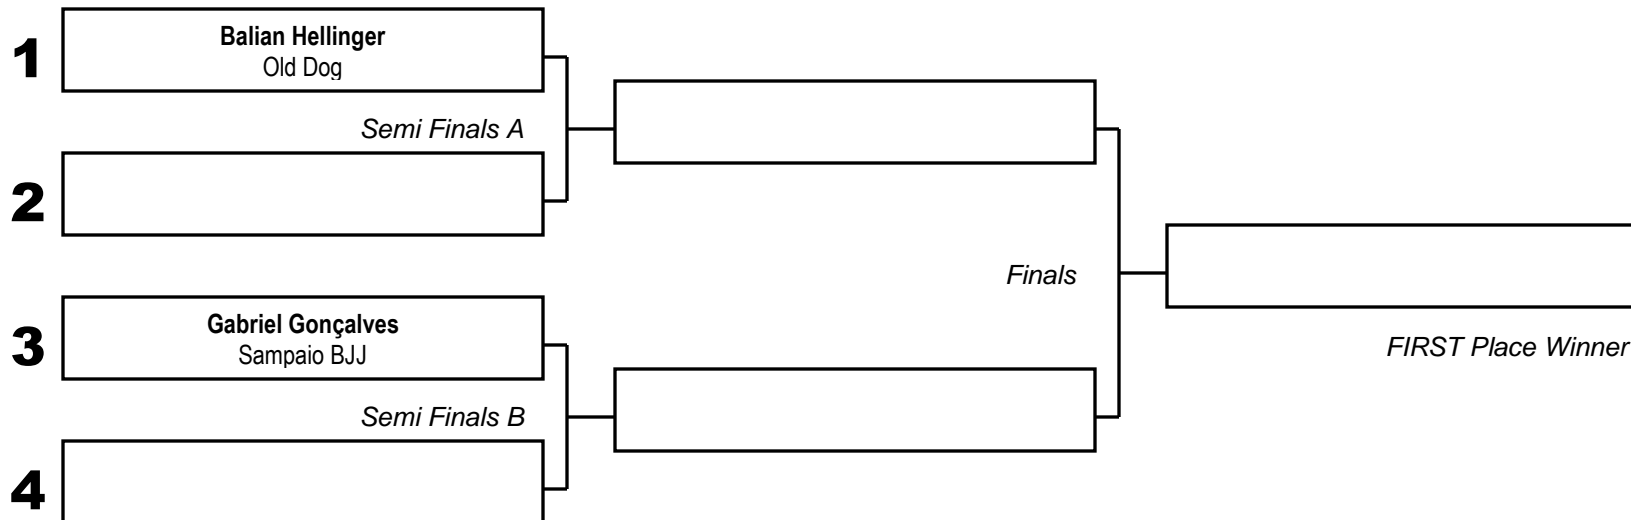 1
Balian Hellinger
Old Dog
Semi Finals A
2
Finals
3
Gabriel Gonçalves
Sampaio BJJ
FIRST Place Winner
Semi Finals B
4